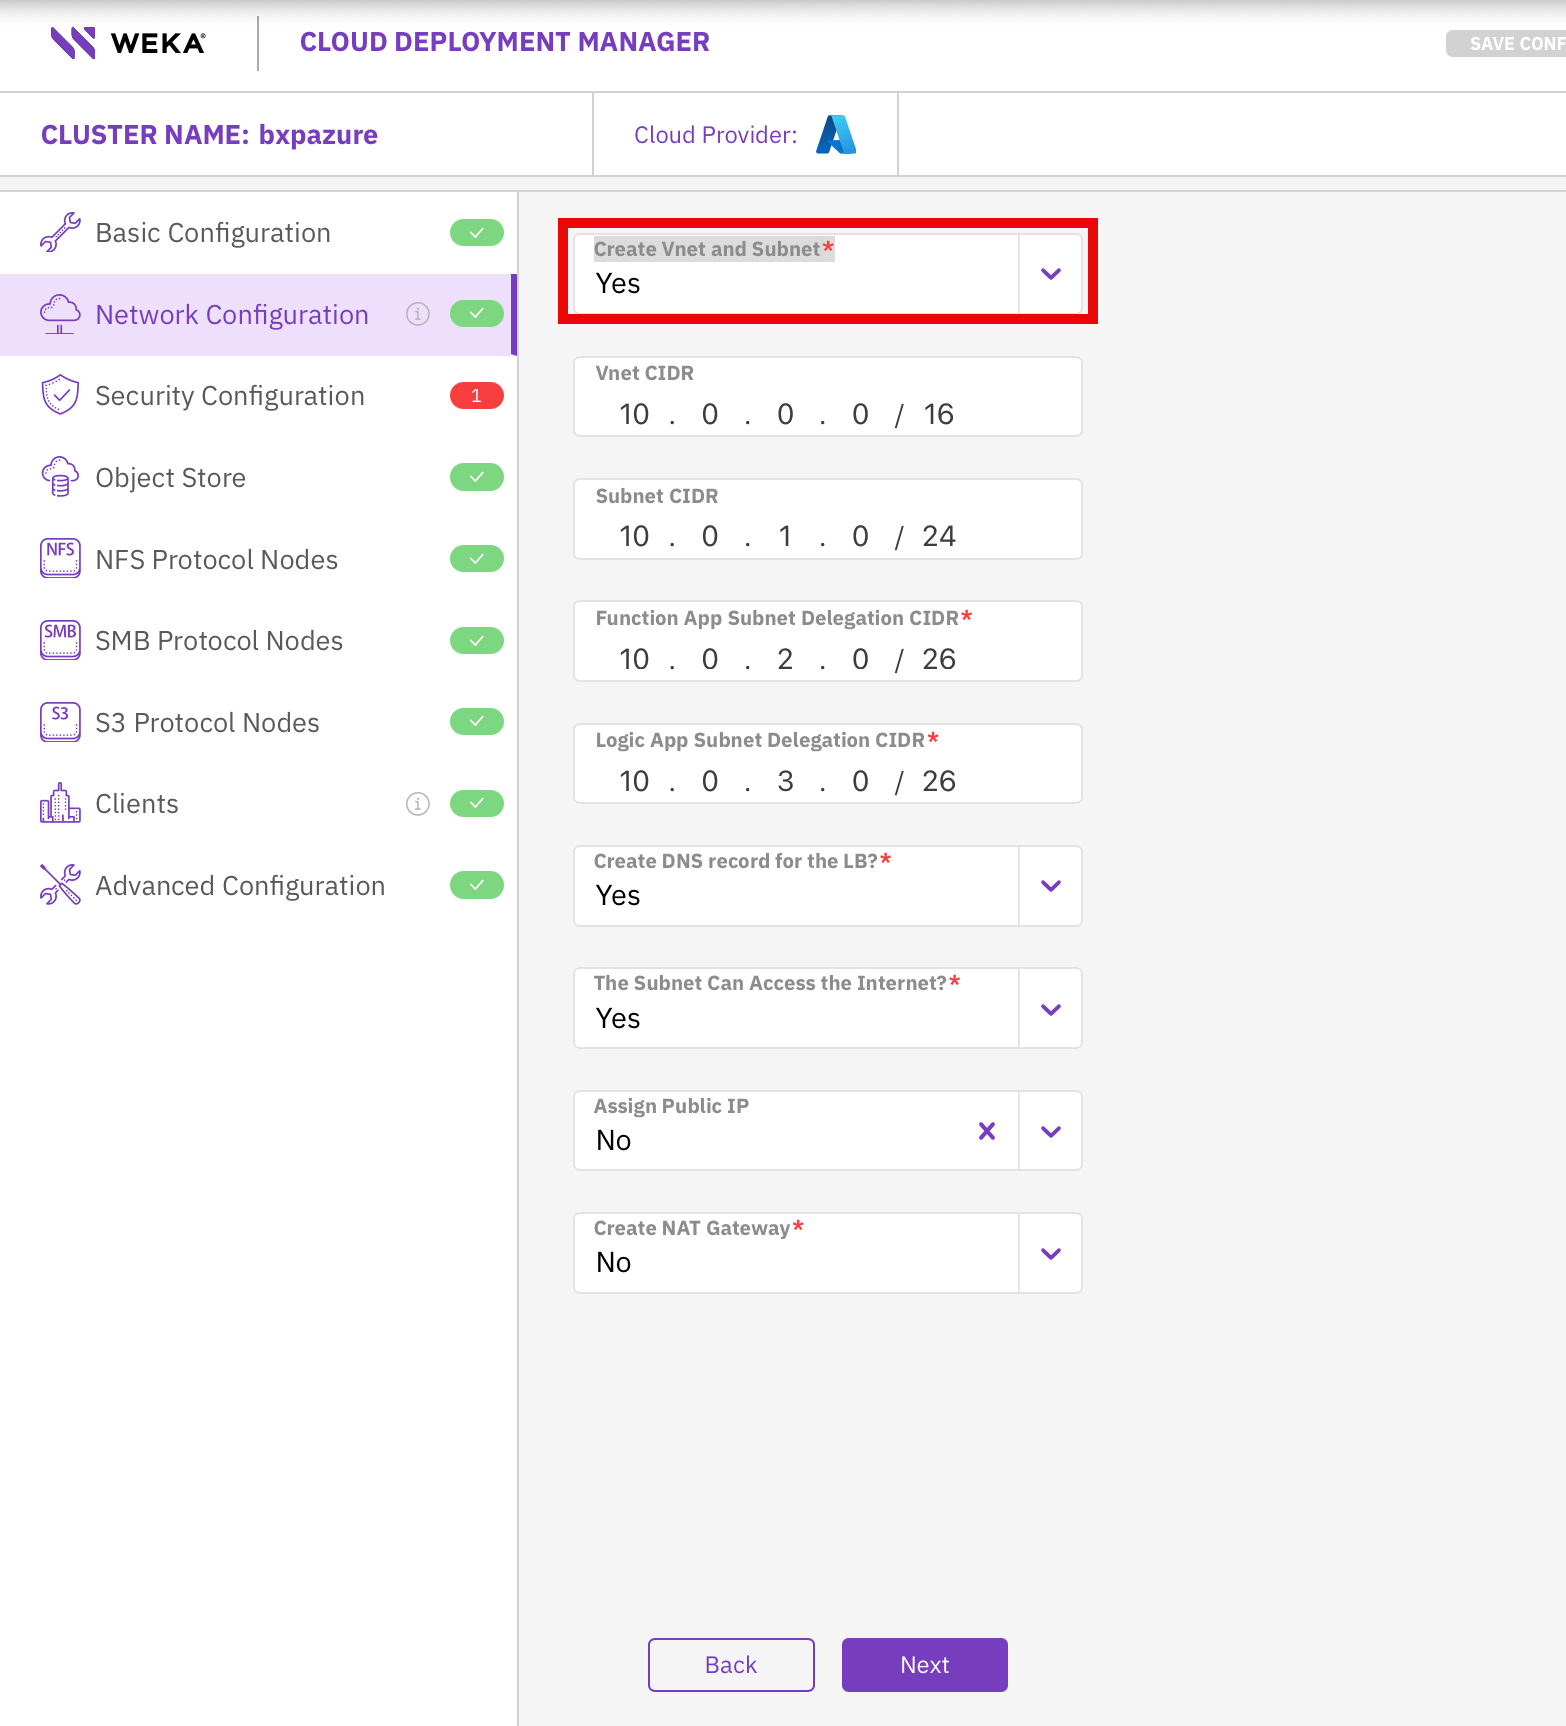 WEKA®
CLOUD DEPLOYMENT MANAGER
SAVE CONF
CLUSTER NAME: bxpazure
Cloud Provider:
Basic Configuration
Network Configuration
Security Configuration
1
Object Store
NFS
NFS Protocol Nodes
SMB
SMB Protocol Nodes
S3
S3 Protocol Nodes
Clients
Advanced Configuration
Create Vnet and Subnet*
Yes
Vnet CIDR
10 . 0 . 0 . 0 / 16
Subnet CIDR
10 . 0 . 1 . 0 / 24
Function App Subnet Delegation CIDR*
10 . 0 . 2 . 0 / 26
Logic App Subnet Delegation CIDR*
10 . 0 . 3 . 0 / 26
Create DNS record for the LB?*
Yes
The Subnet Can Access the Internet?*
Yes
Assign Public IP
No
Create NAT Gateway*
No
Back
Next